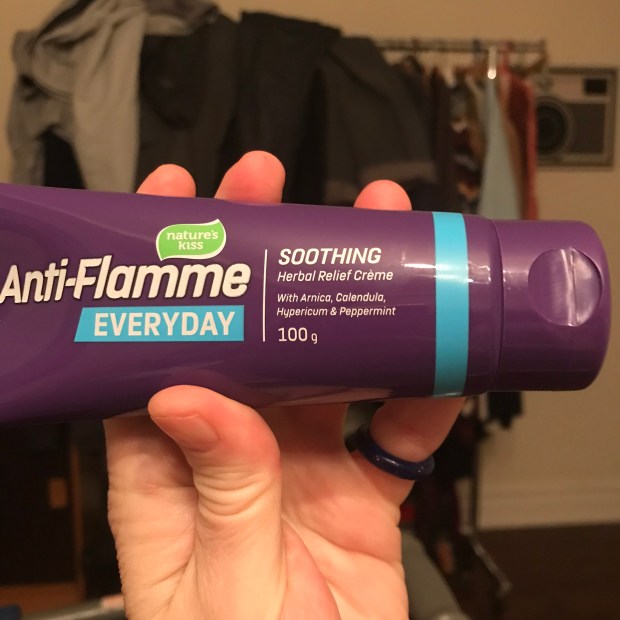 nature's
kiss
Anti-Flamme
EVERYDAY
SOOTHING
Herbal Relief Crème
With Arnica, Calendula,
Hypericum & Peppermint
100 g